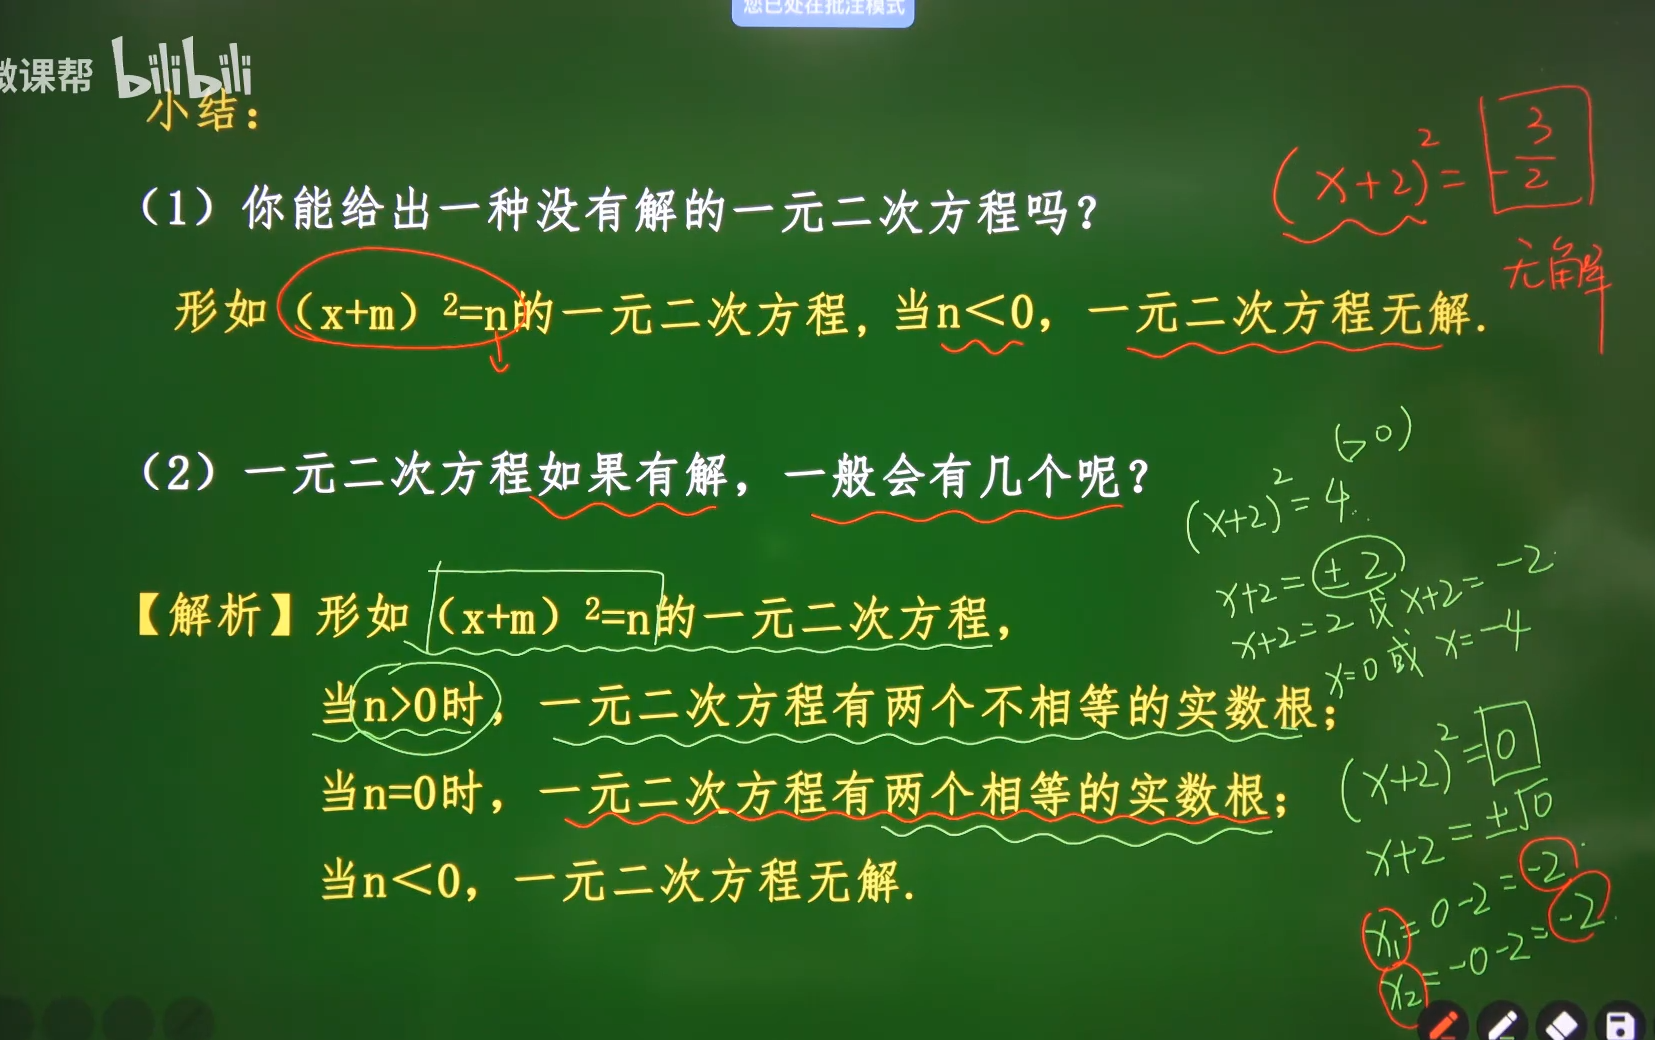 您已处在批注模式
微课帮 bilibili
小结：
（1）你能给出一种没有解的一元二次方程吗？
形如（x+m）²=n的一元二次方程，当n＜0，一元二次方程无解.
(x+2)² = -3/2
无解
（2）一元二次方程如果有解，一般会有几个呢？
(>0)
(x+2)² = 4
x+2 = ±2
x+2=2 或 x+2=-2
x=0 或 x=-4
【解析】形如（x+m）²=n的一元二次方程，
当n>0时，一元二次方程有两个不相等的实数根；
当n=0时，一元二次方程有两个相等的实数根；
当n＜0，一元二次方程无解.
(x+2)² = 0
x+2 = ±√0
x₁ = 0-2 = -2
x₂ = -0-2 = -2